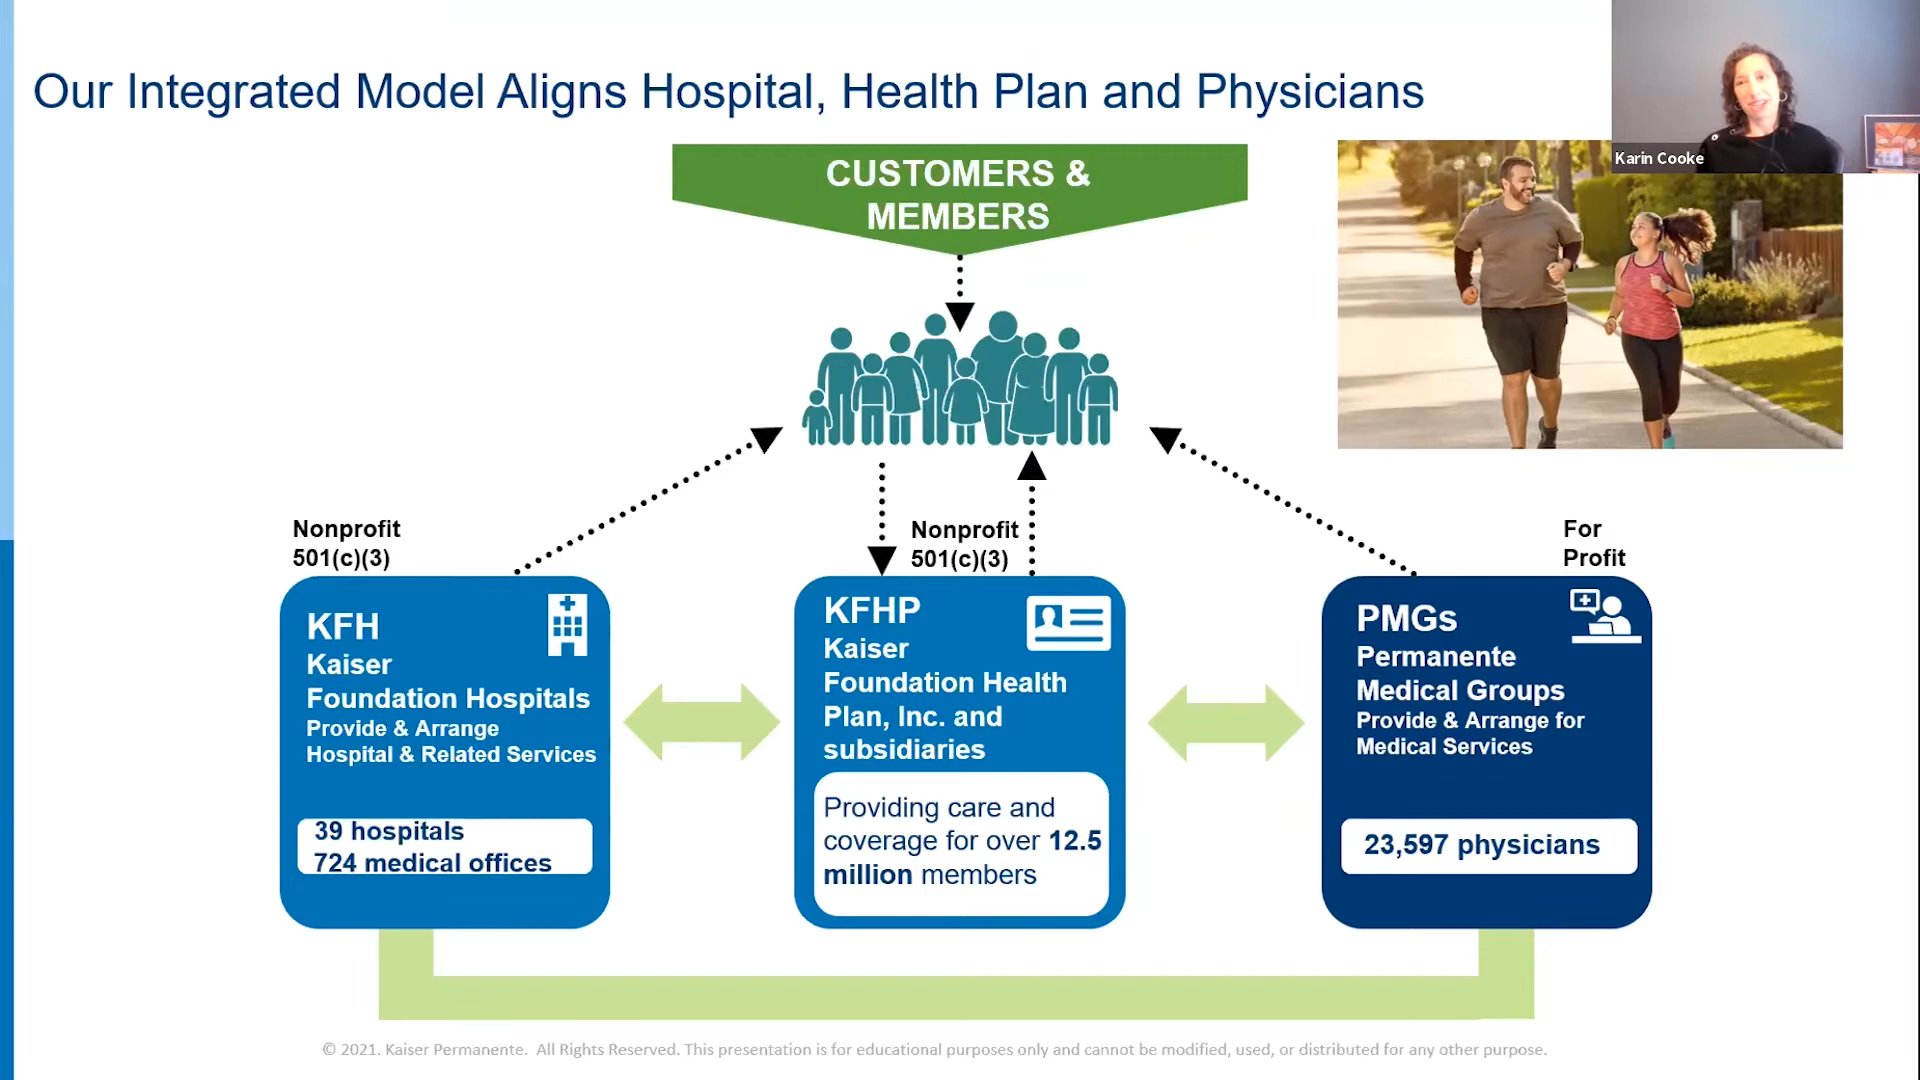 Our Integrated Model Aligns Hospital, Health Plan and Physicians
Karin Cooke
CUSTOMERS &
MEMBERS
Nonprofit
501(c)(3)
KFH
Kaiser
Foundation Hospitals
Provide & Arrange
Hospital & Related Services
39 hospitals
724 medical offices
Nonprofit
501(c)(3)
KFHP
Kaiser
Foundation Health
Plan, Inc. and
subsidiaries
Providing care and
coverage for over 12.5
million members
For
Profit
PMGs
Permanente
Medical Groups
Provide & Arrange for
Medical Services
23,597 physicians
© 2021. Kaiser Permanente. All Rights Reserved. This presentation is for educational purposes only and cannot be modified, used, or distributed for any other purpose.